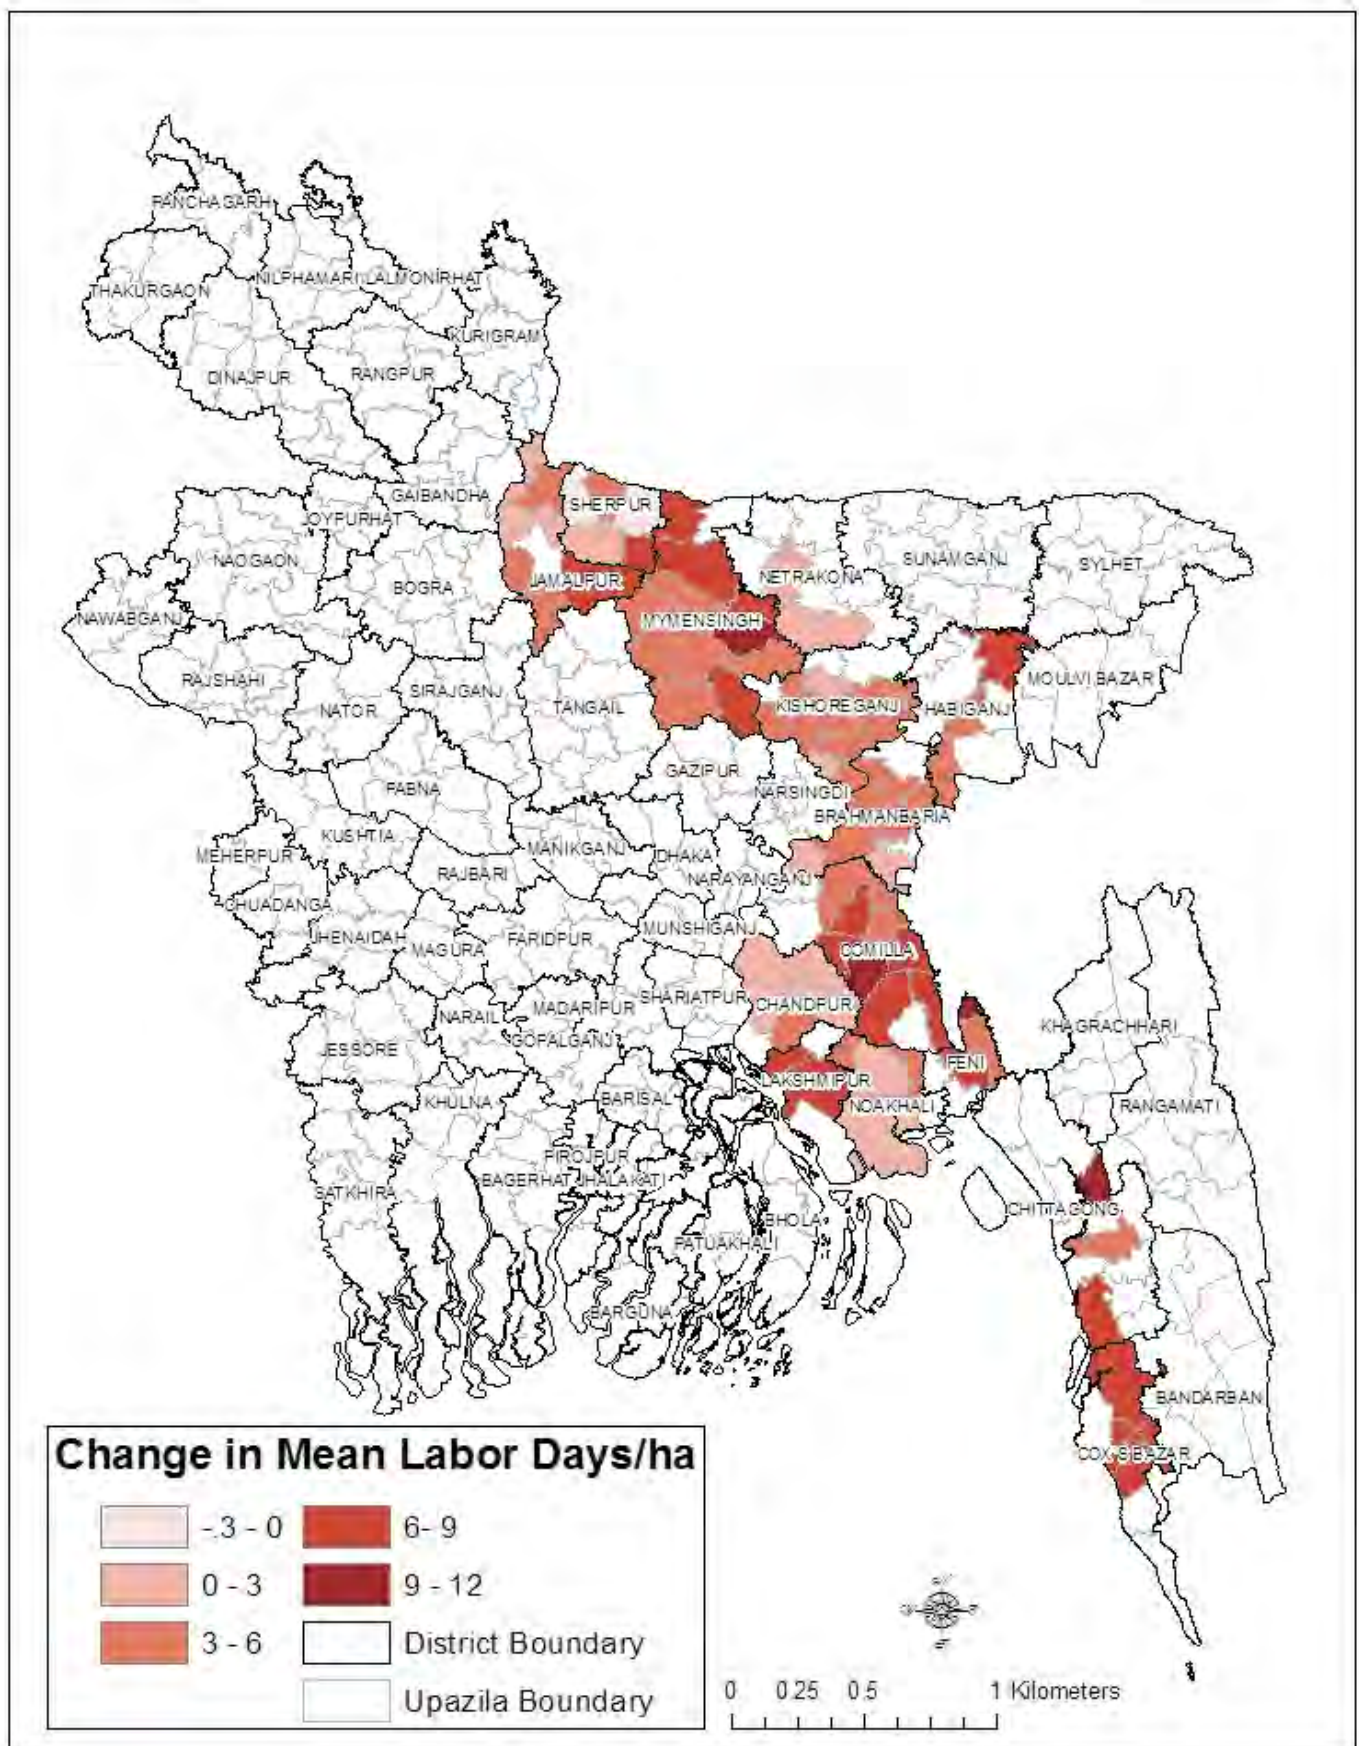 PANCHAGARH
NILPHAMARI LALMONIRHAT
THAKURGAON
KURIGRAM
DINAJPUR
RANGPUR
GAIBANDHA
SHERPUR
JOYPURHAT
NAOGAON
SUNAMGANJ
SYLHET
BOGRA
JAMALPUR
NETRAKONA
NAWABGANJ
MYMENSINGH
RAJSHAHI
SIRAJGANJ
MOULVI BAZAR
NATOR
TANGAIL
KISHOREGANJ
HABIGANJ
GAZIPUR
PABNA
NARSINGDI
BRAHMANBARIA
KUSHTIA
MEHERPUR
MANIKGANJ
DHAKA
RAJBARI
NARAYANGANJ
CHUADANGA
JHENAIDAH
MAGURA
FARIDPUR
MUNSHIGANJ
COMILLA
SHARIATPUR
CHANDPUR
NARAIL
MADARIPUR
KHAGRACHHARI
JESSORE
GOPALGANJ
FENI
LAKSHMIPUR
KHULNA
BARISAL
NOAKHALI
RANGAMATI
PIROJPUR
SATKHIRA
BAGERHAT
JHALAKATI
BHOLA
CHITTAGONG
PATUAKHALI
BARGUNA
BANDARBAN
COX'S BAZAR
Change in Mean Labor Days/ha
-.3 - 0
6- 9
0 - 3
9 - 12
3 - 6
District Boundary
Upazila Boundary
0 0.25 0.5 1 Kilometers